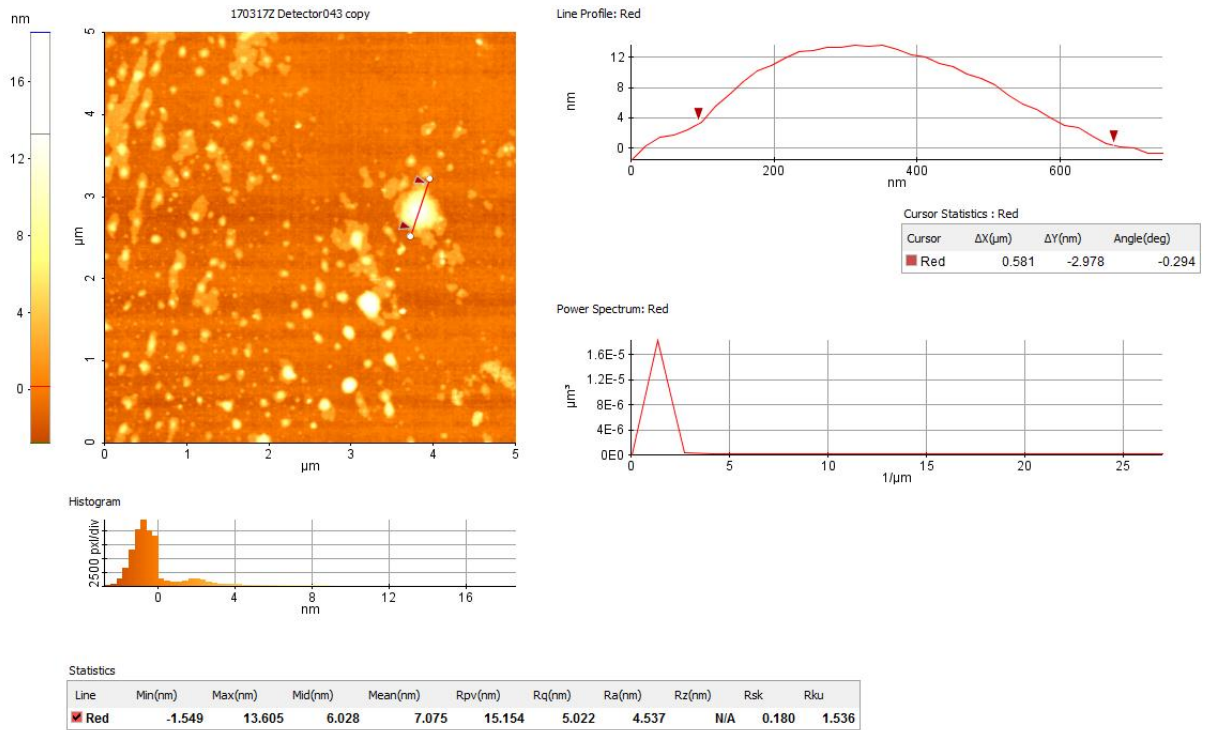 nm
16
12
8
4
0
170317Z Detector043 copy
5
4
3
2
1
0
µm
0 1 2 3 4 5
µm
Line Profile: Red
12
8
4
0
nm
0 200 400 600
nm
Cursor Statistics : Red
Cursor ΔX(µm) ΔY(nm) Angle(deg)
Red 0.581 -2.978 -0.294
Power Spectrum: Red
1.6E-5
1.2E-5
8E-6
4E-6
0E0
µm³
0 5 10 15 20 25
1/µm
Histogram
2500 pxl/div
0 4 8 12 16
nm
Statistics
Line Min(nm) Max(nm) Mid(nm) Mean(nm) Rpv(nm) Rq(nm) Ra(nm) Rz(nm) Rsk Rku
Red -1.549 13.605 6.028 7.075 15.154 5.022 4.537 N/A 0.180 1.536